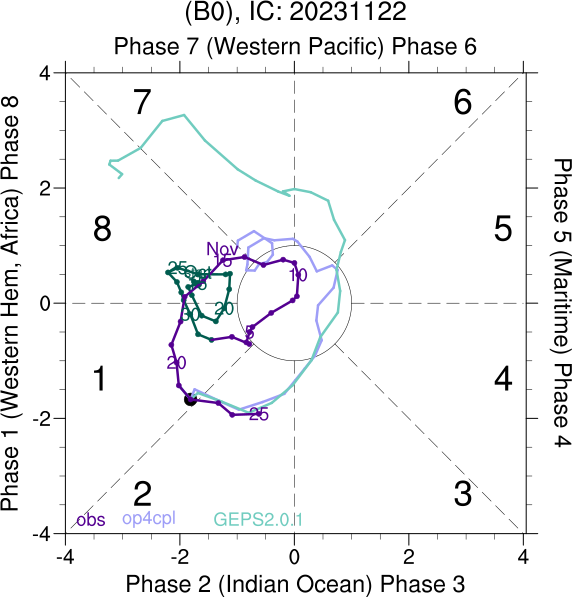 (B0), IC: 20231122
Phase 7 (Western Pacific) Phase 6
Phase 1 (Western Hem, Africa) Phase 8
Phase 5 (Maritime) Phase 4
4
2
0
-2
-4
7
6
8
5
1
4
2
3
Nov
15
10
25
20
5
20
25
obs
op4cpl
GEPS2.0.1
-4
-2
0
2
4
Phase 2 (Indian Ocean) Phase 3